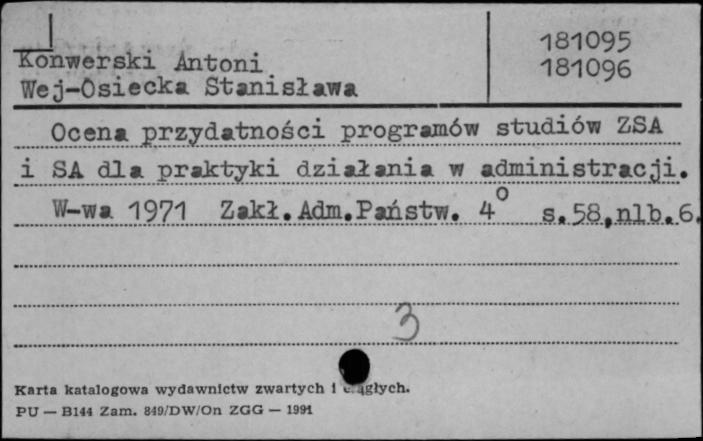 Konwerski Antoni
Wej-Osiecka Stanisława
181095
181096
Ocena przydatności programów studiów ZSA
i SA dla praktyki działania w administracji.
W-wa 1971 Zakł.Adm.Państw. 4° s.58,nlb.6.
3
Karta katalogowa wydawnictw zwartych i ciągłych.
PU — B144 Zam. 849/DW/On ZGG — 1991